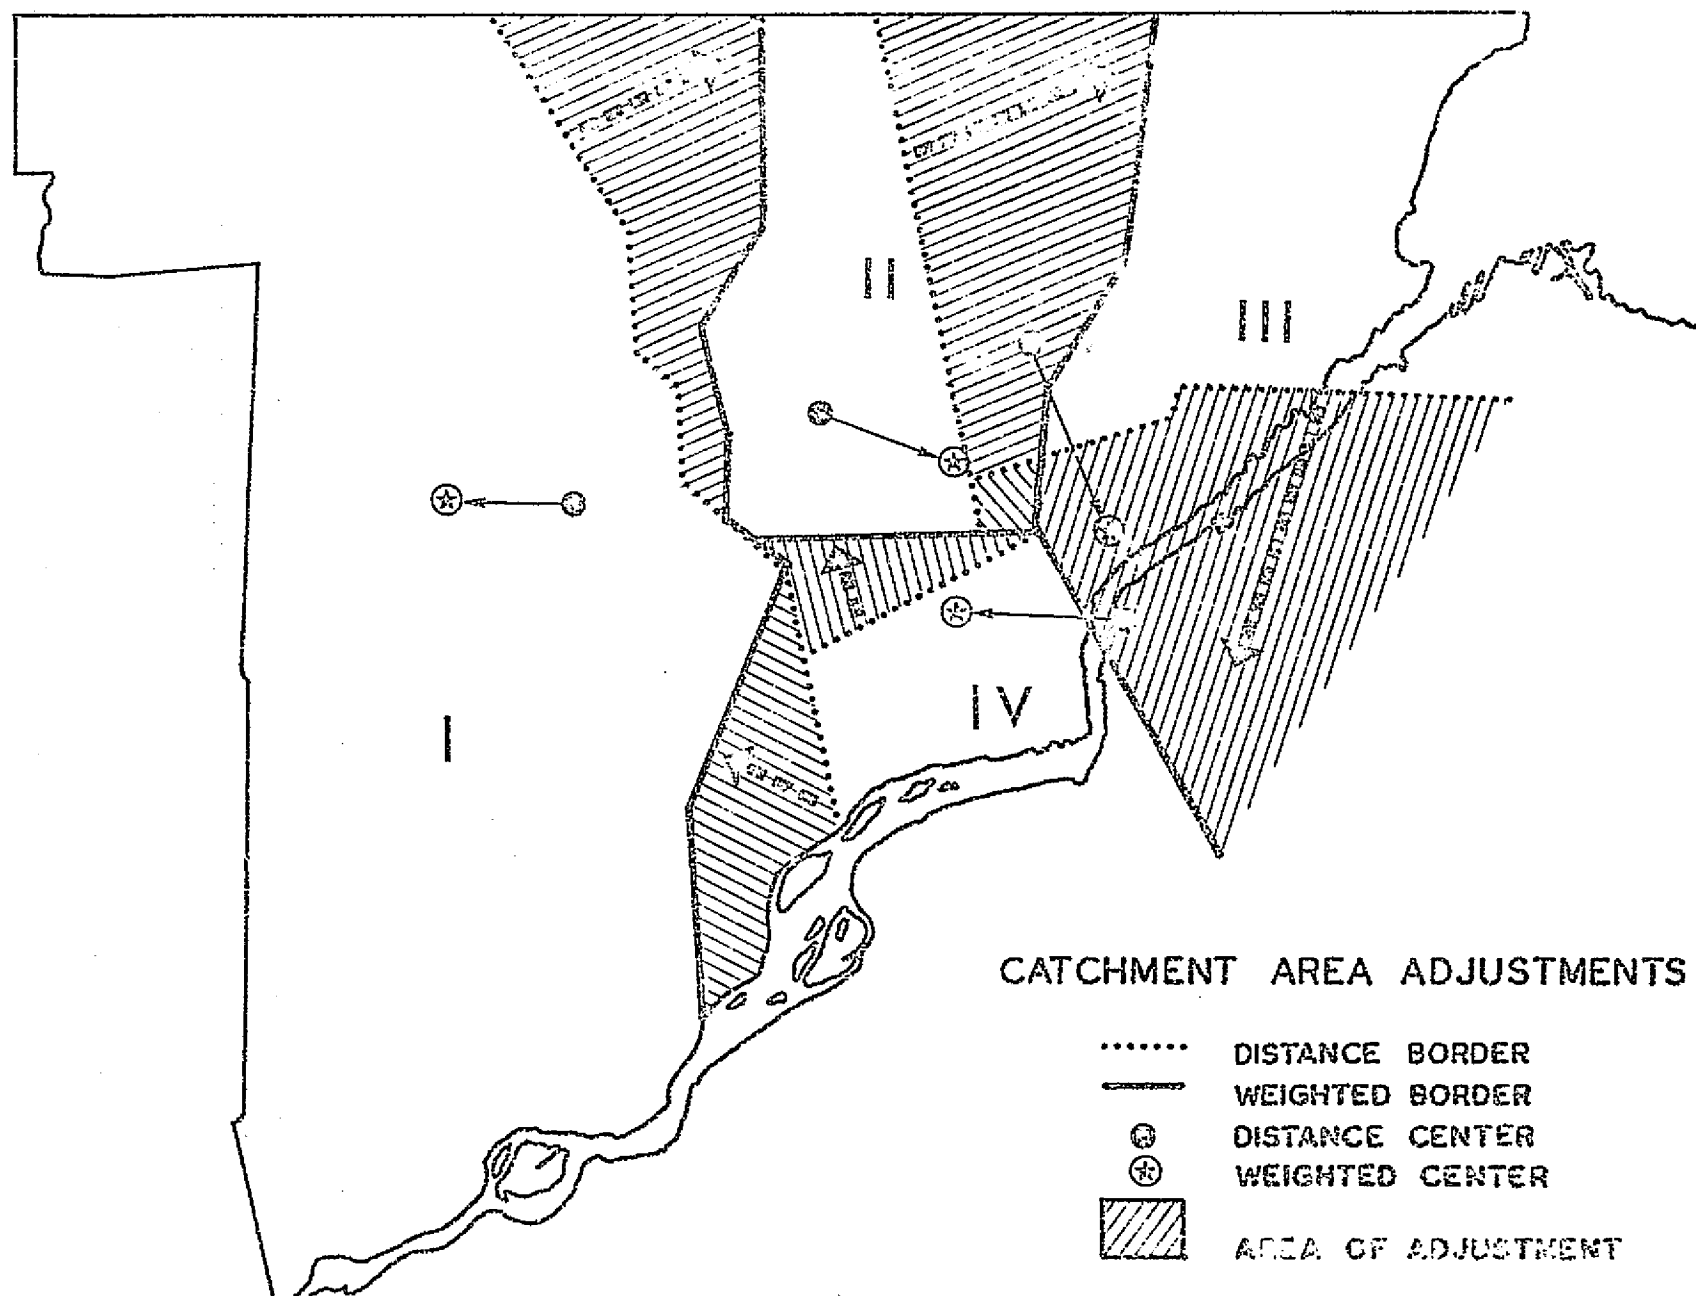 II
III
IV
I
CATCHMENT AREA ADJUSTMENTS
DISTANCE BORDER
WEIGHTED BORDER
DISTANCE CENTER
WEIGHTED CENTER
AREA OF ADJUSTMENT